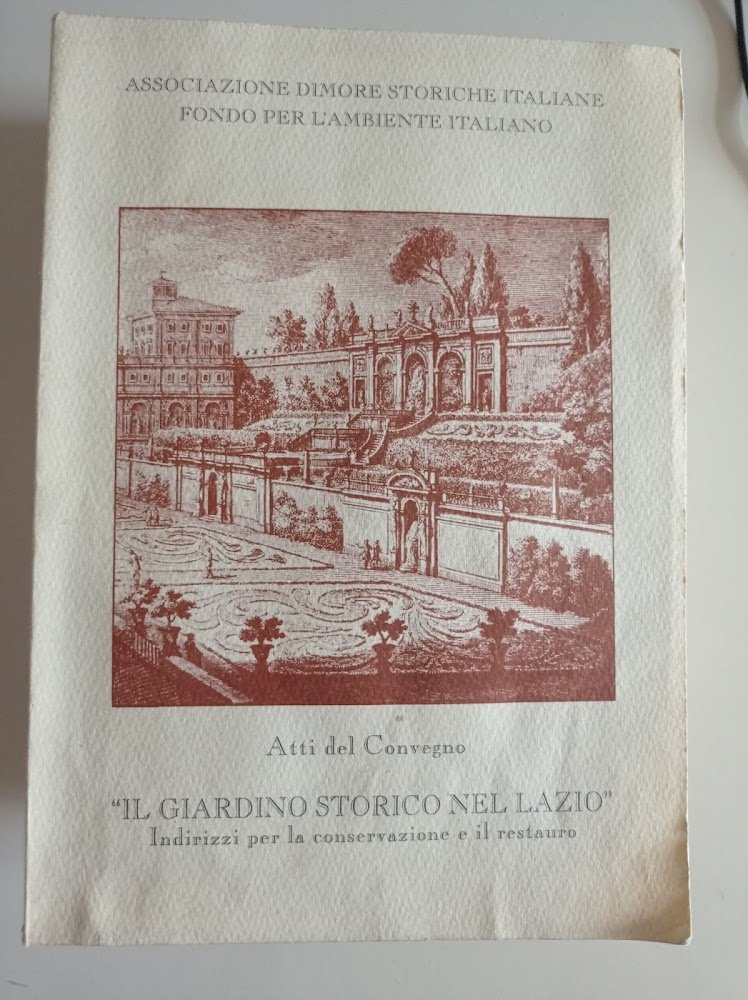 ASSOCIAZIONE DIMORE STORICHE ITALIANE
FONDO PER L'AMBIENTE ITALIANO
Atti del Convegno
“IL GIARDINO STORICO NEL LAZIO”
Indirizzi per la conservazione e il restauro